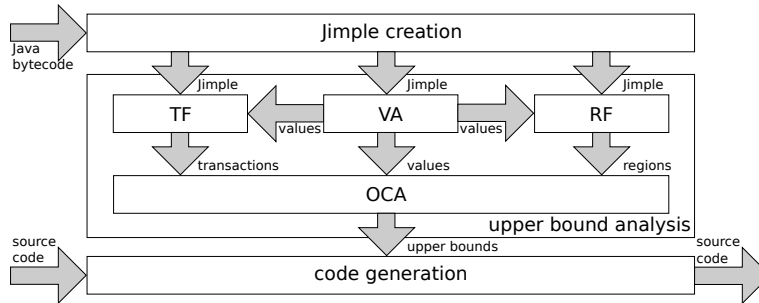 Jimple creation
Java
bytecode
Jimple
Jimple
Jimple
TF
VA
RF
values
values
transactions
values
regions
OCA
upper bound analysis
source
code
upper bounds
source
code
code generation